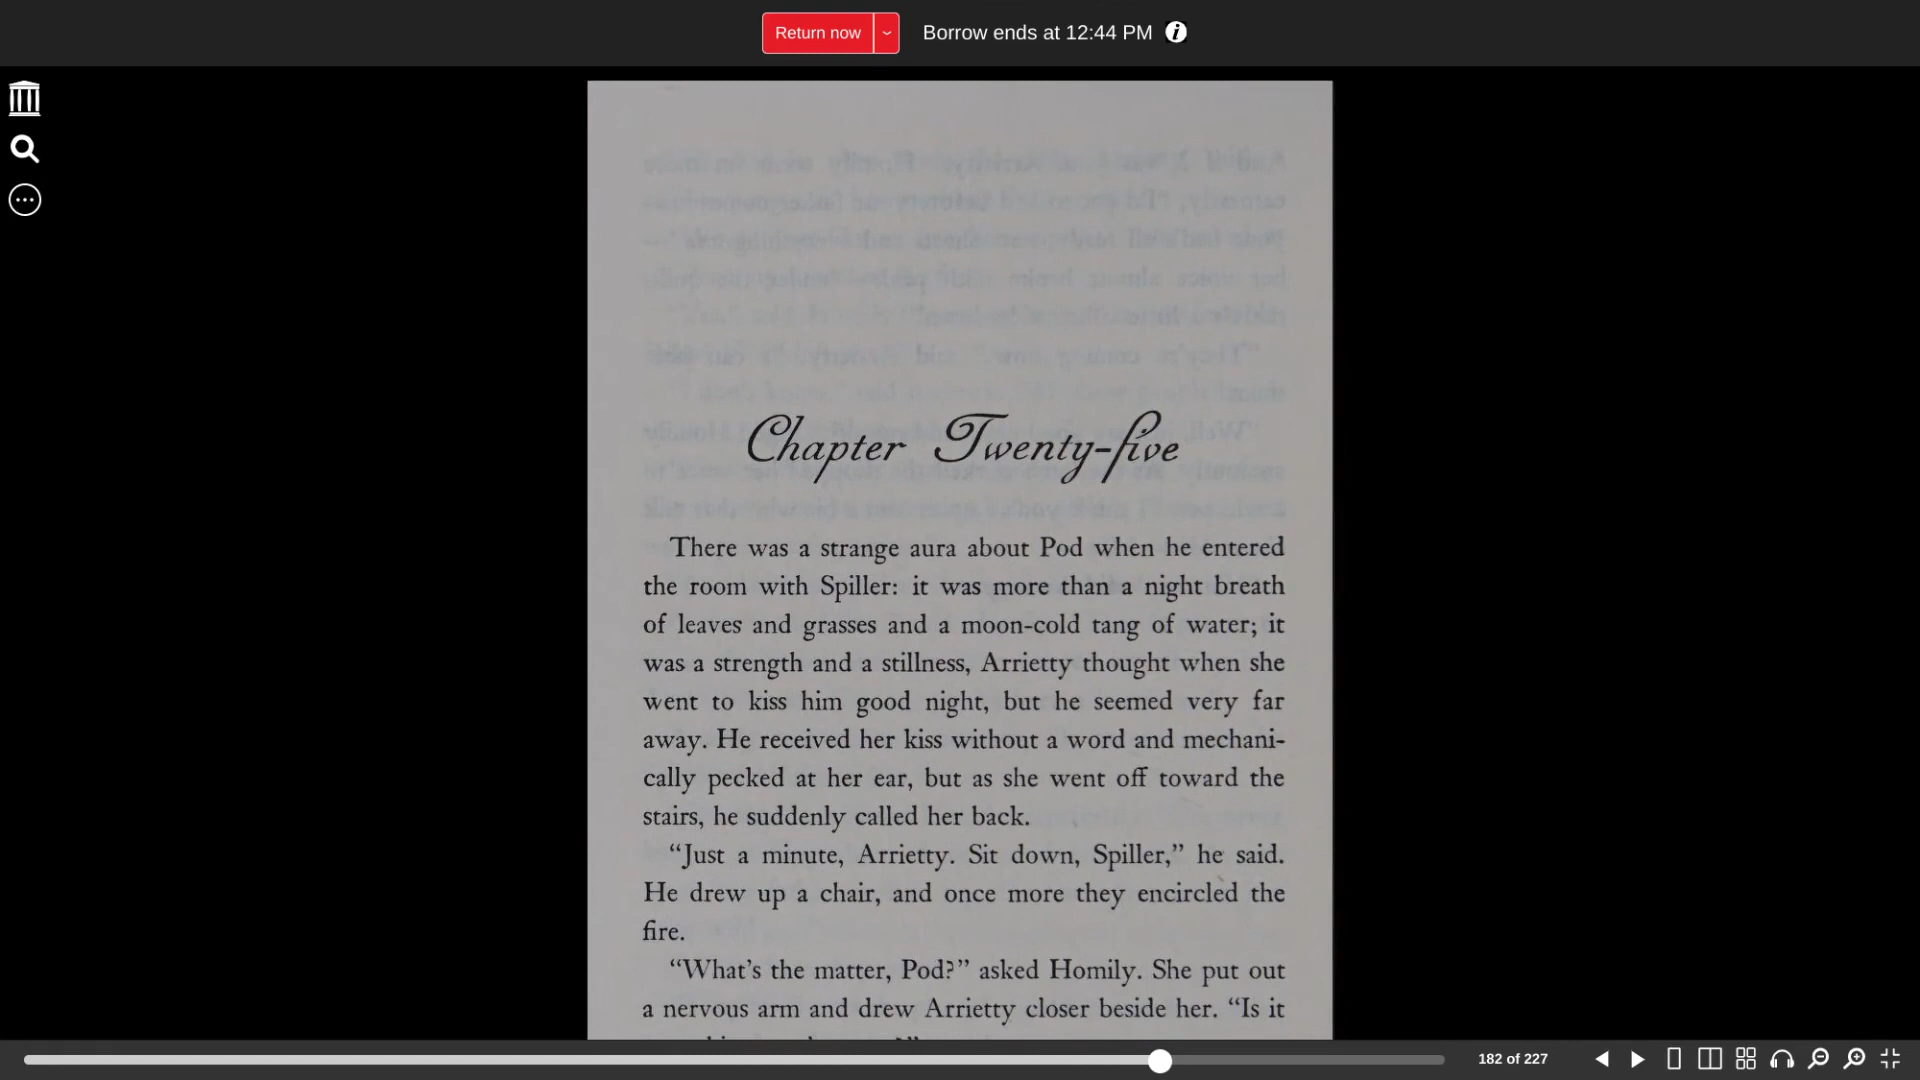 Return now
Borrow ends at 12:44 PM
Chapter Twenty-five
There was a strange aura about Pod when he entered
the room with Spiller: it was more than a night breath
of leaves and grasses and a moon-cold tang of water; it
was a strength and a stillness, Arrietty thought when she
went to kiss him good night, but he seemed very far
away. He received her kiss without a word and mechani-
cally pecked at her ear, but as she went off toward the
stairs, he suddenly called her back.
“Just a minute, Arrietty. Sit down, Spiller,” he said.
He drew up a chair, and once more they encircled the
fire.
“What’s the matter, Pod?” asked Homily. She put out
a nervous arm and drew Arrietty closer beside her. “Is it
182 of 227